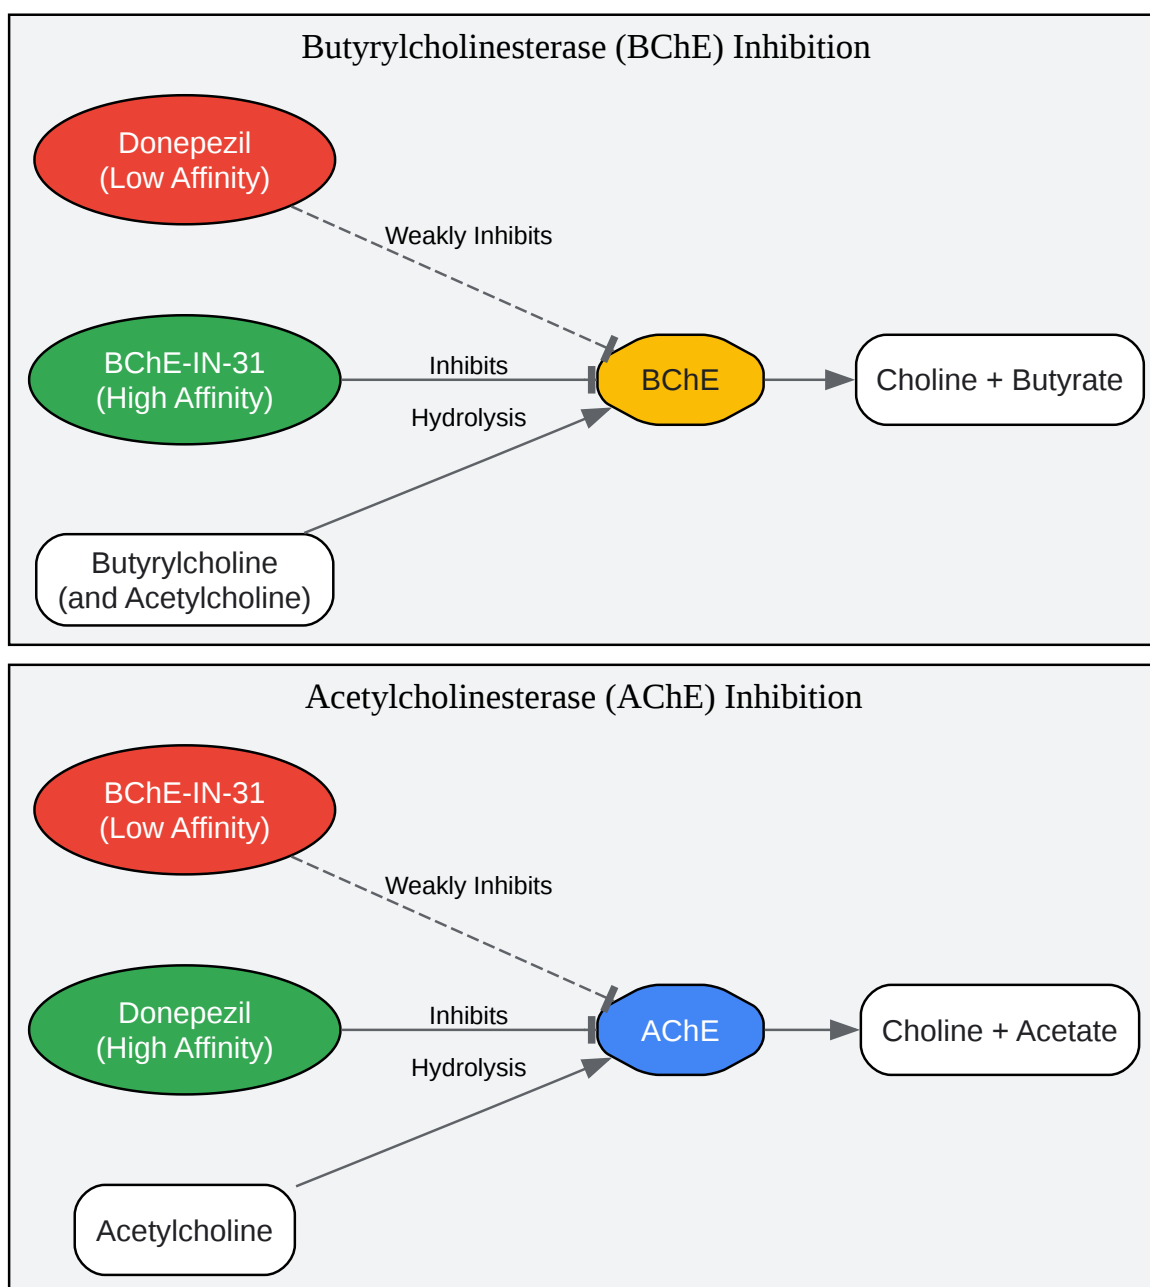 Butyrylcholinesterase (BChE) Inhibition
Donepezil
(Low Affinity)
Weakly Inhibits
BChE-IN-31
(High Affinity)
Inhibits
Hydrolysis
BChE
Choline + Butyrate
Butyrylcholine
(and Acetylcholine)
Acetylcholinesterase (AChE) Inhibition
BChE-IN-31
(Low Affinity)
Weakly Inhibits
Donepezil
(High Affinity)
Inhibits
Hydrolysis
AChE
Choline + Acetate
Acetylcholine